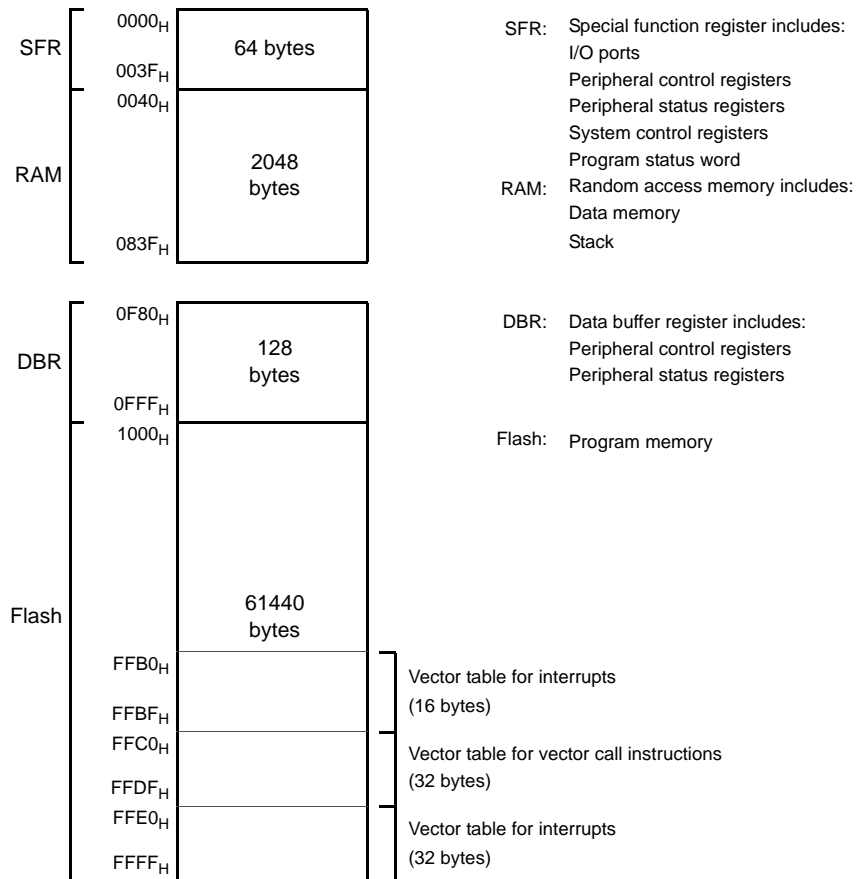 0000H
SFR
64 bytes
003FH
0040H
RAM
2048
bytes
083FH
0F80H
DBR
128
bytes
0FFFH
1000H
Flash
61440
bytes
FFB0H
FFBFH
FFC0H
FFDFH
FFE0H
FFFFH
Vector table for interrupts
(16 bytes)
Vector table for vector call instructions
(32 bytes)
Vector table for interrupts
(32 bytes)
SFR: Special function register includes:
I/O ports
Peripheral control registers
Peripheral status registers
System control registers
Program status word
RAM: Random access memory includes:
Data memory
Stack
DBR: Data buffer register includes:
Peripheral control registers
Peripheral status registers
Flash: Program memory